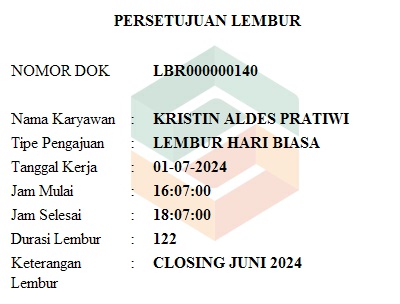 PERSETUJUAN LEMBUR
NOMOR DOK LBR000000140
Nama Karyawan : KRISTIN ALDES PRATIWI
Tipe Pengajuan : LEMBUR HARI BIASA
Tanggal Kerja : 01-07-2024
Jam Mulai : 16:07:00
Jam Selesai : 18:07:00
Durasi Lembur : 122
Keterangan : CLOSING JUNI 2024
Lembur